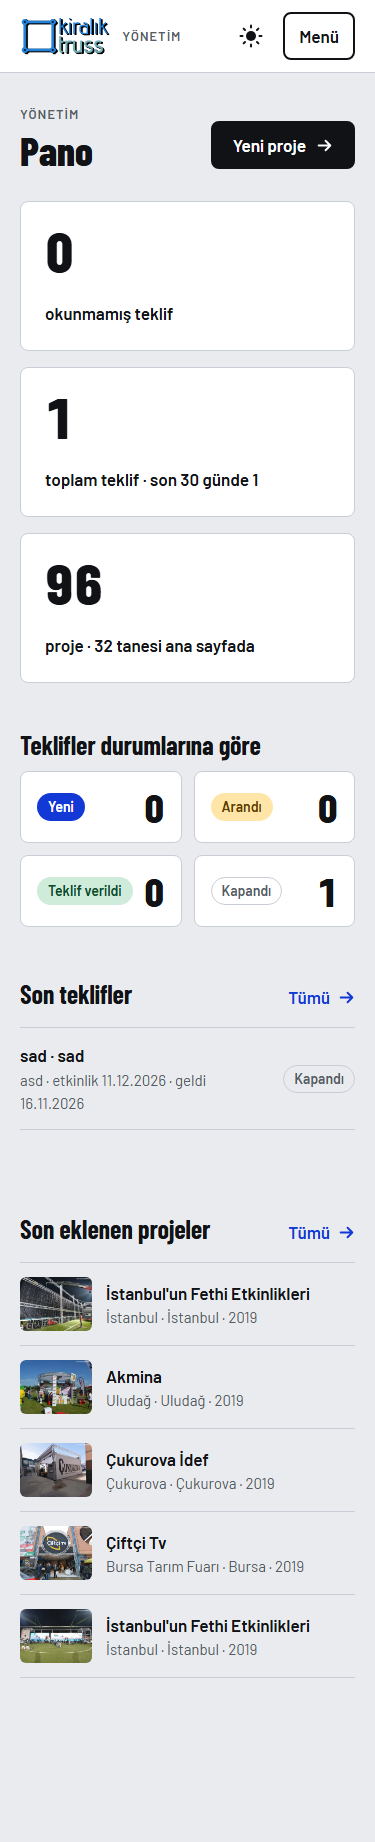 kiralık
truss
YÖNETİM
Menü
YÖNETİM
Pano
Yeni proje →
0
okunmamış teklif
1
toplam teklif · son 30 günde 1
96
proje · 32 tanesi ana sayfada
Teklifler durumlarına göre
Yeni 0
Arandı 0
Teklif verildi 0
Kapandı 1
Son teklifler
Tümü →
sad · sad
asd · etkinlik 11.12.2026 · geldi
16.11.2026
Kapandı
Son eklenen projeler
Tümü →
İstanbul'un Fethi Etkinlikleri
İstanbul · İstanbul · 2019
Akmina
Uludağ · Uludağ · 2019
Çukurova İdef
Çukurova · Çukurova · 2019
Çiftçi Tv
Bursa Tarım Fuarı · Bursa · 2019
İstanbul'un Fethi Etkinlikleri
İstanbul · İstanbul · 2019